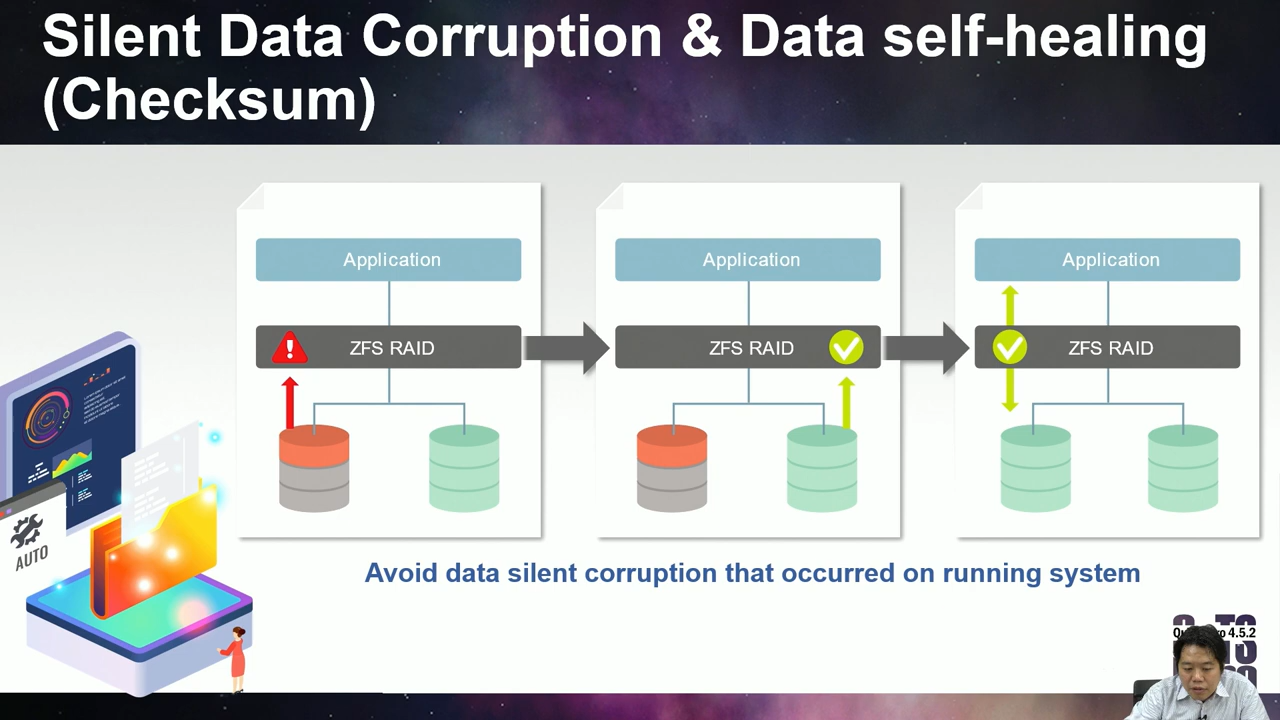 Silent Data Corruption & Data self-healing
(Checksum)
Application
ZFS RAID
Application
ZFS RAID
Application
ZFS RAID
AUTO
Avoid data silent corruption that occurred on running system
4.5.2